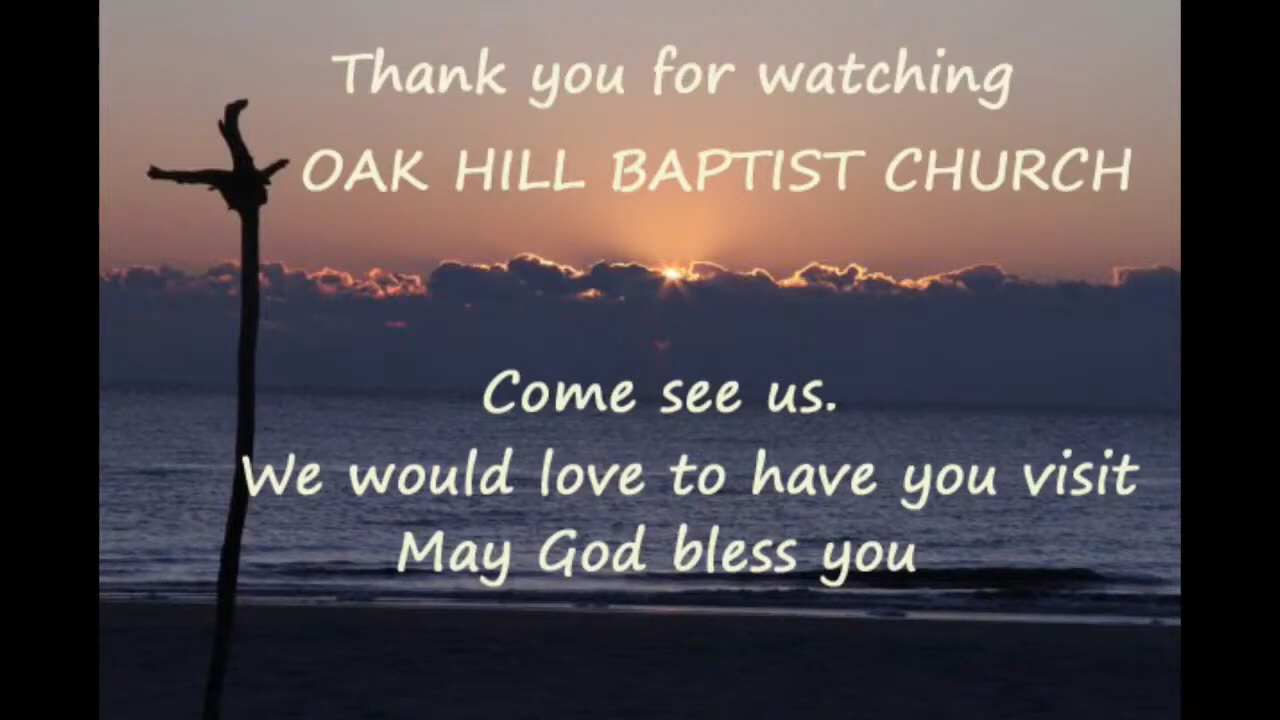 Thank you for watching
OAK HILL BAPTIST CHURCH
Come see us.
We would love to have you visit
May God bless you